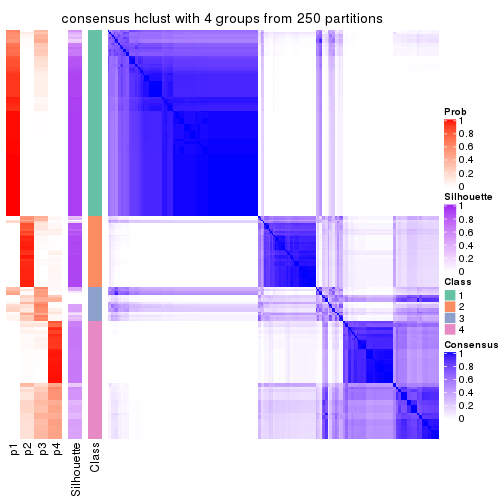 consensus hclust with 4 groups from 250 partitions
Prob
1
0.8
0.6
0.4
0.2
0
Silhouette
1
0.8
0.6
0.4
0.2
0
Class
1
2
3
4
Consensus
1
0.8
0.6
0.4
0.2
0
p1
p2
p3
p4
Silhouette
Class